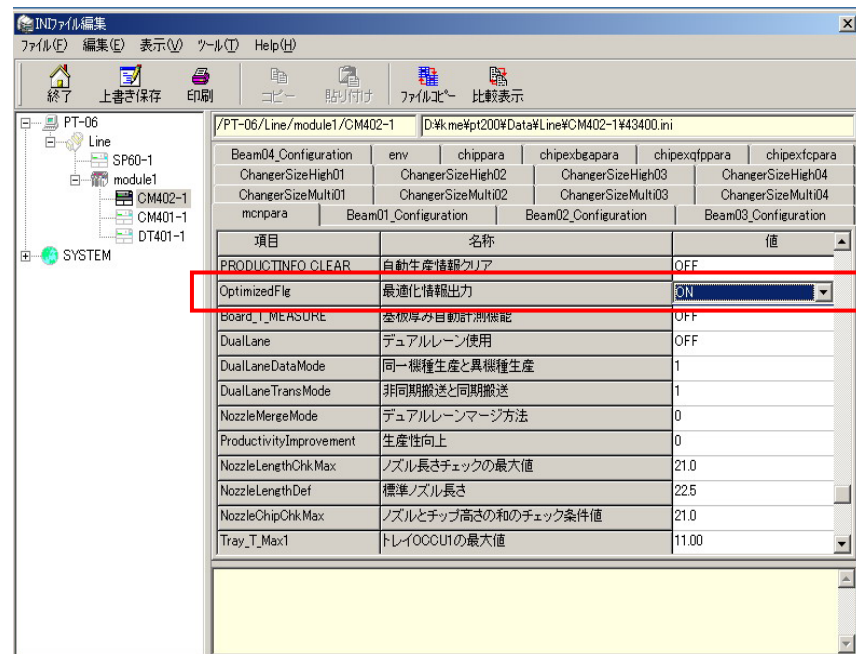 INIファイル編集
ファイル(F) 編集(E) 表示(V) ツール(T) Help(H)
終了 上書き保存 印刷 コピー 貼り付け ファイルコピー 比較表示
PT-06
Line
SP60-1
module1
CM402-1
CM401-1
DT401-1
SYSTEM
/PT-06/Line/module1/CM402-1 D:¥kme¥pt200¥Data¥Line¥CM402-1¥43400.ini
Beam04_Configuration env chippara chipexbgapara chipexqfppara chipexfcpara
ChangerSizeHigh01 ChangerSizeHigh02 ChangerSizeHigh03 ChangerSizeHigh04
ChangerSizeMulti01 ChangerSizeMulti02 ChangerSizeMulti03 ChangerSizeMulti04
mcnpara Beam01_Configuration Beam02_Configuration Beam03_Configuration
項目 名称 値
PRODUCTINFO CLEAR 自動生産情報クリア OFF
OptimizedFlg 最適化情報出力 ON
Board_T_MEASURE 基板厚み自動計測機能 OFF
DualLane デュアルレーン使用 OFF
DualLaneDataMode 同一機種生産と異機種生産 1
DualLaneTransMode 非同期搬送と同期搬送 1
NozzleMergeMode デュアルレーンマージ方法 0
ProductivityImprovement 生産性向上 0
NozzleLengthChkMax ノズル長さチェックの最大値 21.0
NozzleLengthDef 標準ノズル長さ 22.5
NozzleChipChkMax ノズルとチップ高さの和のチェック条件値 21.0
Tray_T_Max1 トレイOCCU1の最大値 11.00